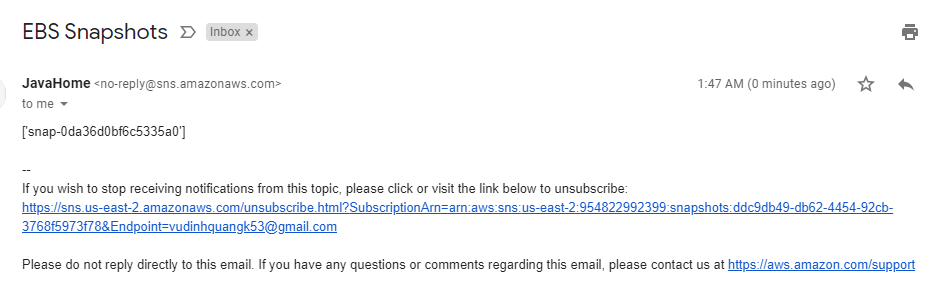 EBS Snapshots Inbox ×
JavaHome <no-reply@sns.amazonaws.com> 1:47 AM (0 minutes ago)
to me
['snap-0da36d0bf6c5335a0']
--
If you wish to stop receiving notifications from this topic, please click or visit the link below to unsubscribe:
https://sns.us-east-2.amazonaws.com/unsubscribe.html?SubscriptionArn=arn:aws:sns:us-east-2:954822992399:snapshots:ddc9db49-db62-4454-92cb-
3768f5973f78&Endpoint=vudinhquangk53@gmail.com
Please do not reply directly to this email. If you have any questions or comments regarding this email, please contact us at https://aws.amazon.com/support